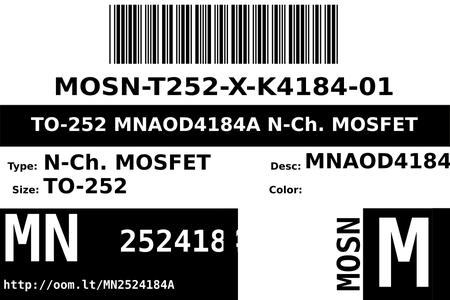 MOSN-T252-X-K4184-01
TO-252 MNAOD4184A N-Ch. MOSFET
Type: N-Ch. MOSFET
Desc: MNAOD4184
Size: TO-252
Color:
MN
252418
MOSN
M
http://oom.lt/MN2524184A